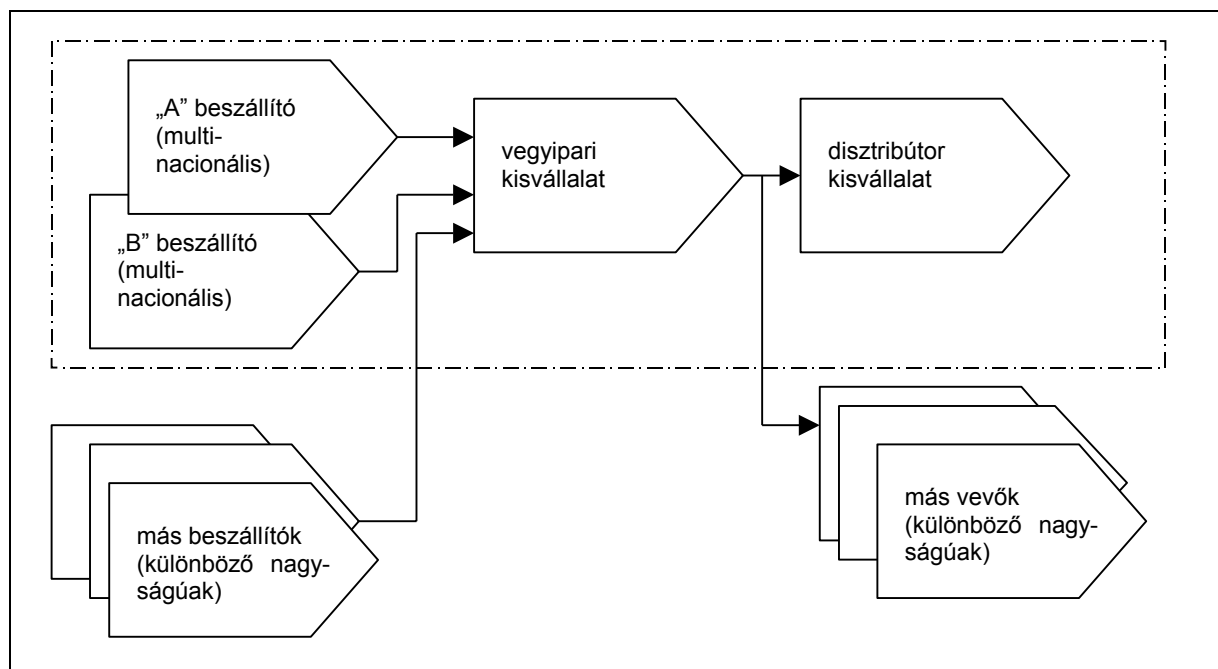 „A” beszállító
(multi-
nacionális)
„B” beszállító
(multi-
nacionális)
vegyipari
kisvállalat
disztribútor
kisvállalat
más beszállítók
(különböző nagy-
ságúak)
más vevők
(különböző nagy-
ságúak)